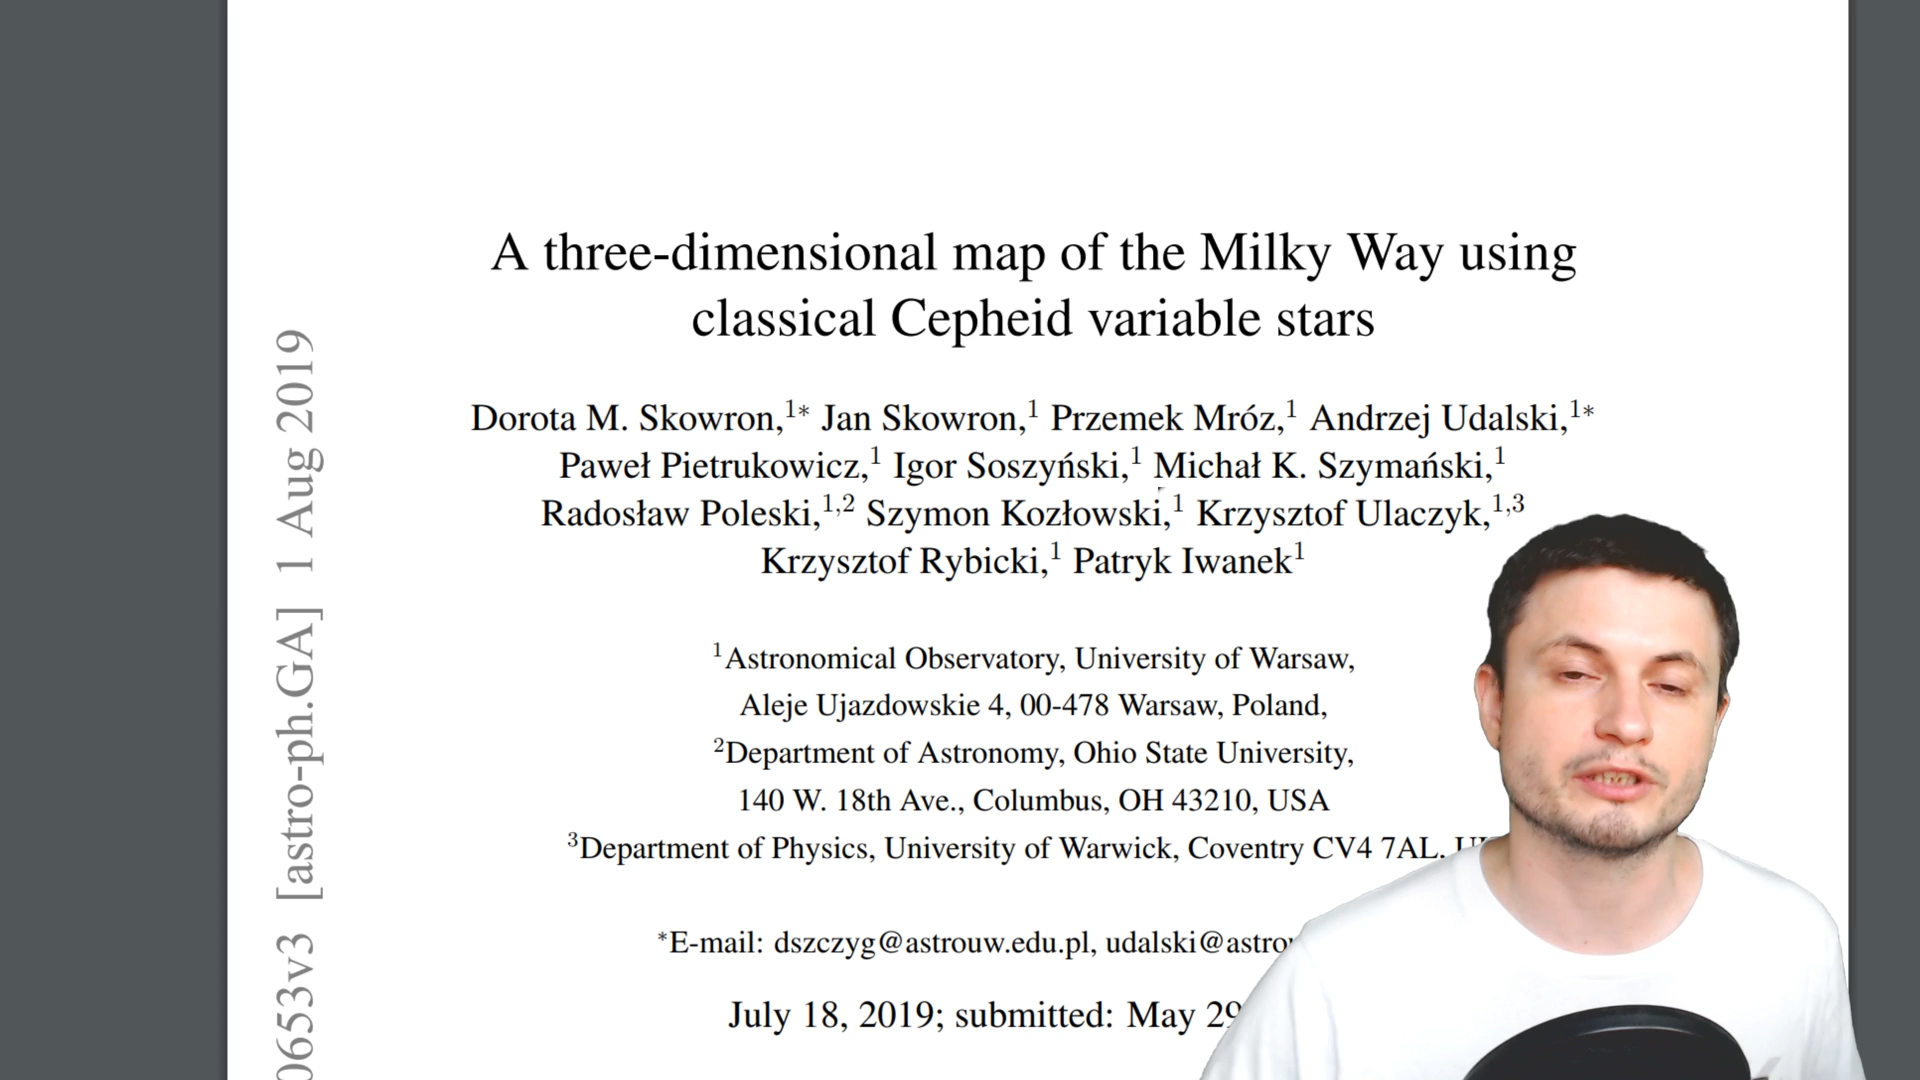 A three-dimensional map of the Milky Way using
classical Cepheid variable stars
Dorota M. Skowron,¹* Jan Skowron,¹ Przemek Mróz,¹ Andrzej Udalski,¹*
Paweł Pietrukowicz,¹ Igor Soszyński,¹ Michał K. Szymański,¹
Radosław Poleski,¹,² Szymon Kozłowski,¹ Krzysztof Ulaczyk,¹,³
Krzysztof Rybicki,¹ Patryk Iwanek¹
¹Astronomical Observatory, University of Warsaw,
Aleje Ujazdowskie 4, 00-478 Warsaw, Poland,
²Department of Astronomy, Ohio State University,
140 W. 18th Ave., Columbus, OH 43210, USA
³Department of Physics, University of Warwick, Coventry CV4 7AL,
*E-mail: dszczyg@astrouw.edu.pl, udalski@astro
July 18, 2019; submitted: May 29
0653v3 [astro-ph.GA] 1 Aug 2019